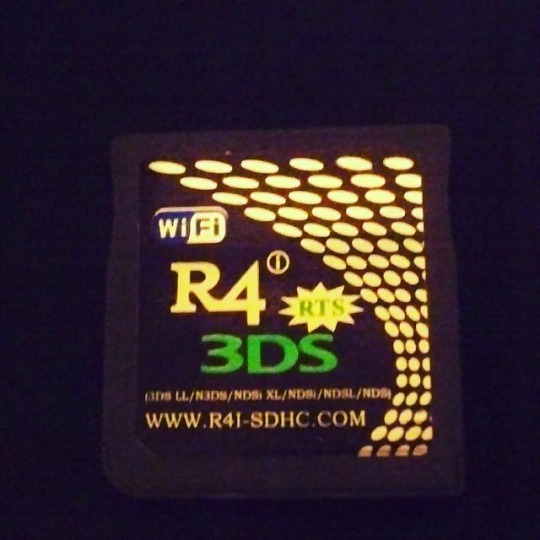 WiFi
R4i
RTS
3DS
(3DS LL/N3DS/NDSi XL/NDSi/NDSL/NDS)
WWW.R4I-SDHC.COM